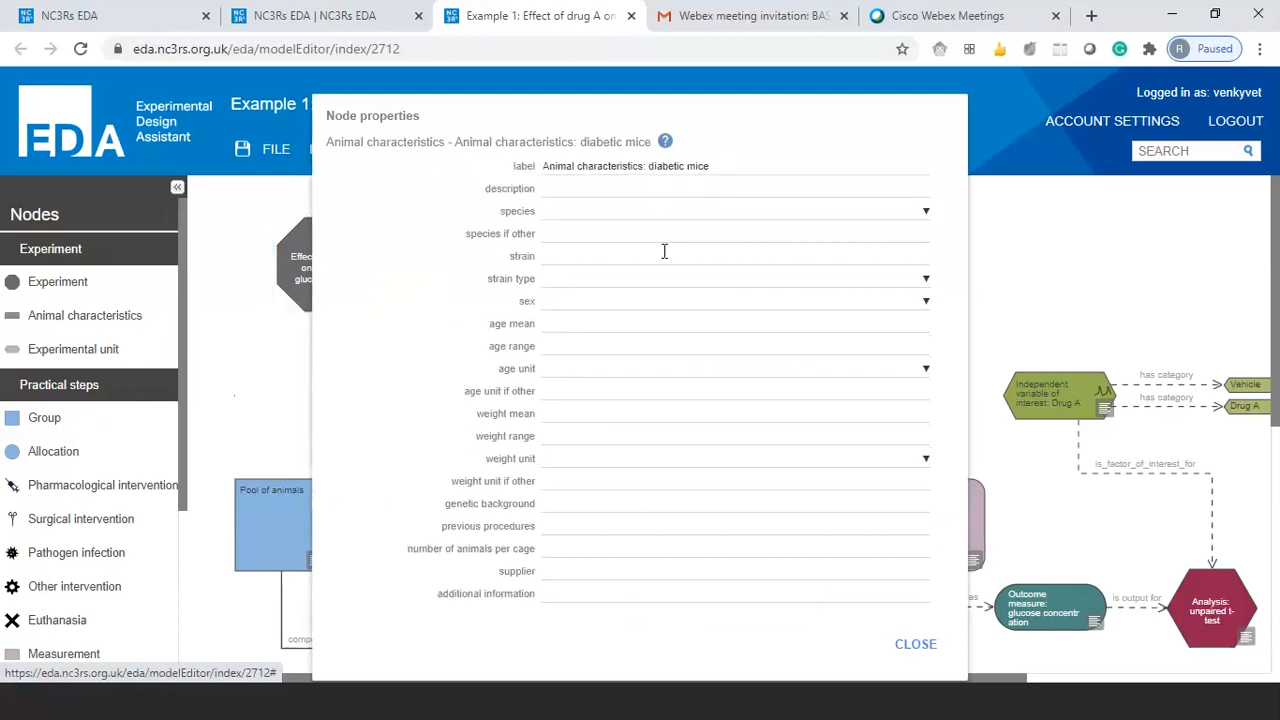 NC3Rs EDA
NC3Rs EDA | NC3Rs EDA
Example 1: Effect of drug A on
Webex meeting invitation: BAS
Cisco Webex Meetings
eda.nc3rs.org.uk/eda/modelEditor/index/2712
R Paused
EDA
Experimental
Design
Assistant
Example 1:
Logged in as: venkyvet
ACCOUNT SETTINGS
LOGOUT
FILE
SEARCH
Node properties
Animal characteristics - Animal characteristics: diabetic mice ?
label Animal characteristics: diabetic mice
description
species
species if other
strain
strain type
sex
age mean
age range
age unit
age unit if other
weight mean
weight range
weight unit
weight unit if other
genetic background
previous procedures
number of animals per cage
supplier
additional information
CLOSE
Nodes
Experiment
Experiment
Animal characteristics
Experimental unit
Practical steps
Group
Allocation
Pharmacological intervention
Surgical intervention
Pathogen infection
Other intervention
Euthanasia
Measurement
Pool of animals
Independent
variable of
interest: Drug A
has category
Vehicle
has category
Drug A
is_factor_of_interest_for
Outcome
measure:
glucose concentr
ation
is output for
Analysis:
unpaired t-
test
https://eda.nc3rs.org.uk/eda/modelEditor/index/2712#